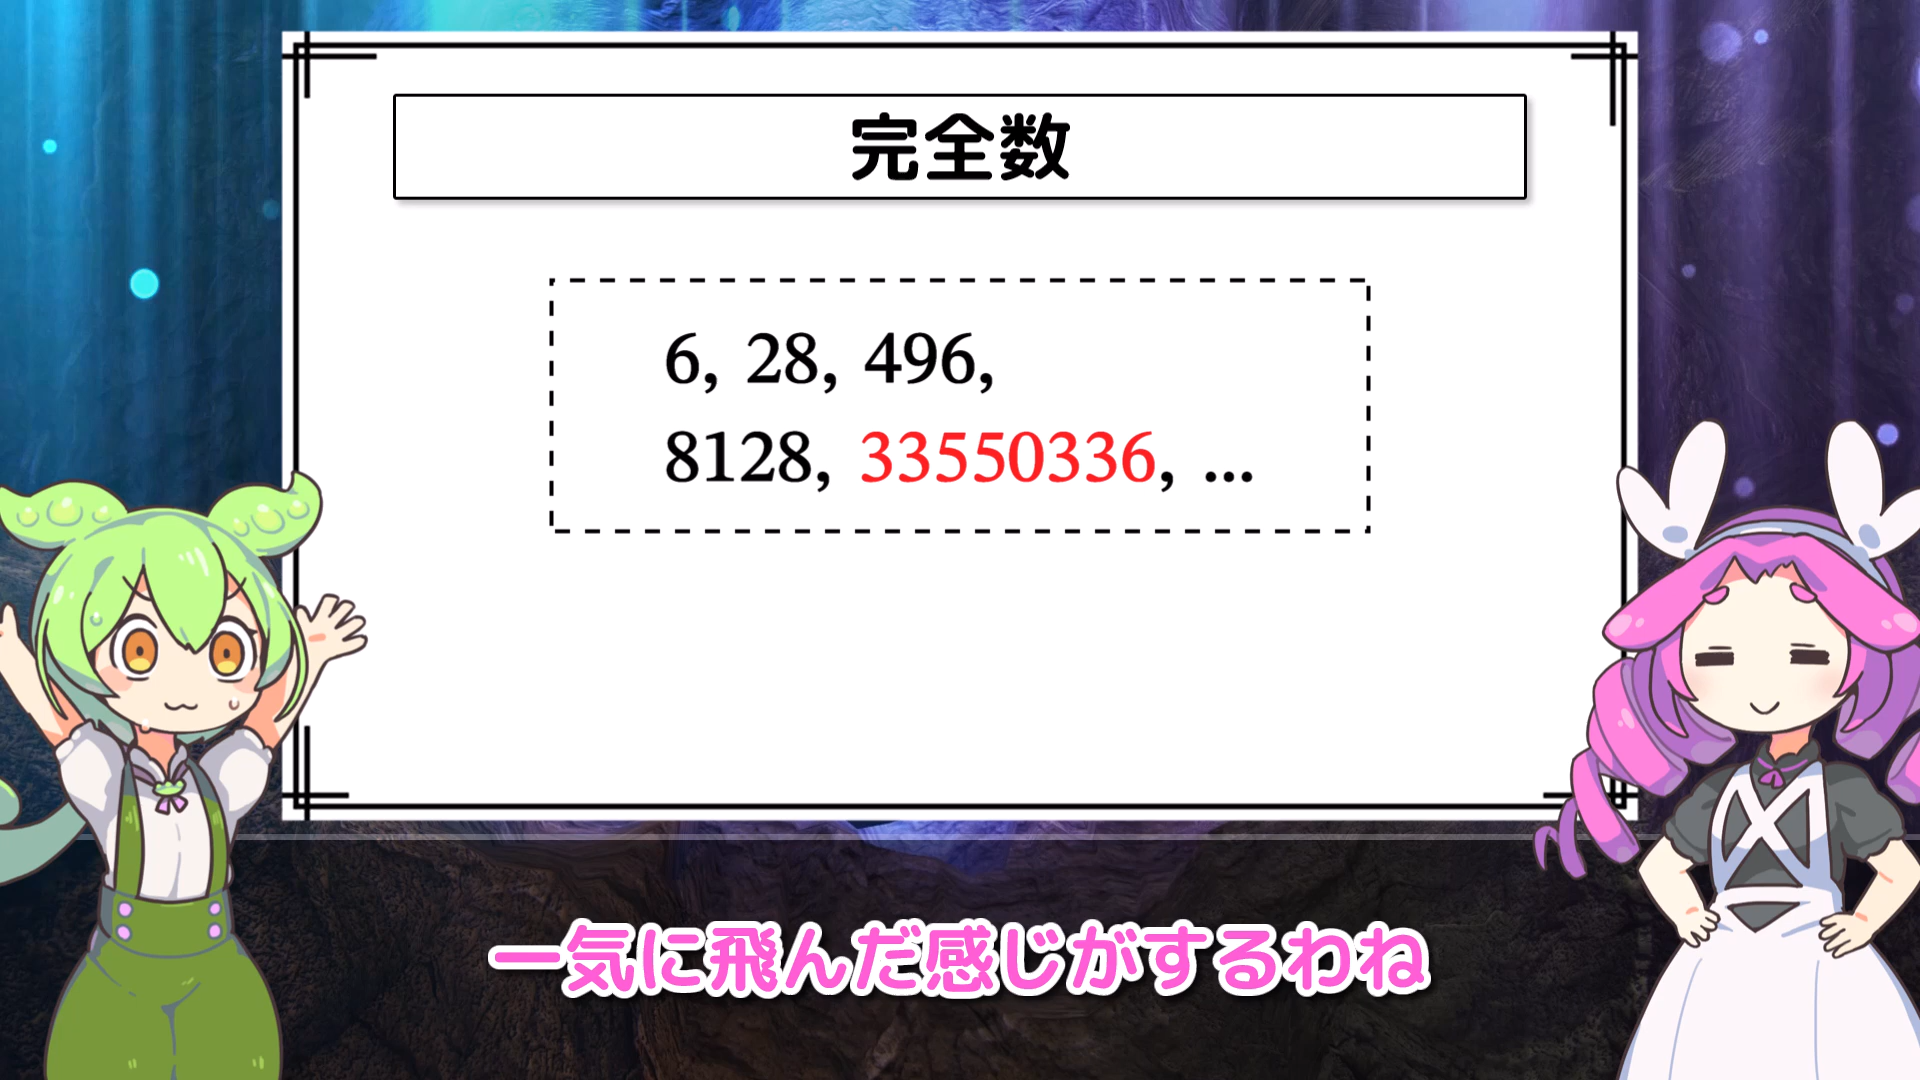 完全数
6, 28, 496,
8128, 33550336, ...
一気に飛んだ感じがするわね